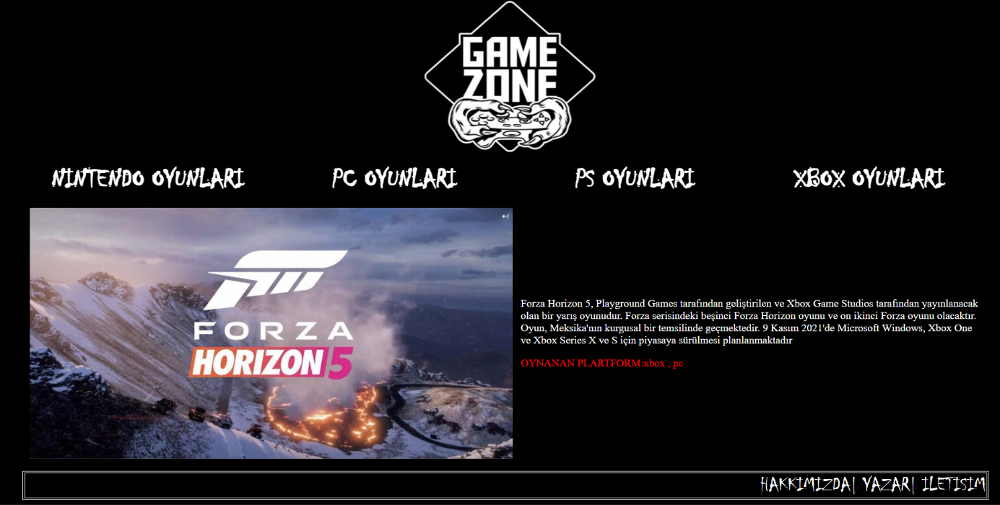 GAME
ZONE
NINTENDO OYUNLARI
PC OYUNLARI
PS OYUNLARI
XBOX OYUNLARI
FORZA
HORIZON 5
Forza Horizon 5, Playground Games tarafından geliştirilen ve Xbox Game Studios tarafından yayınlanacak
olan bir yarış oyunudur. Forza serisindeki beşinci Forza Horizon oyunu ve on ikinci Forza oyunu olacaktır.
Oyun, Meksika'nın kurgusal bir temsilinde geçmektedir. 9 Kasım 2021'de Microsoft Windows, Xbox One
ve Xbox Series X ve S için piyasaya sürülmesi planlanmaktadır
OYNANAN PLARTFORM:xbox , pc
HAKKIMIZDA| YAZAR| ILETISIM